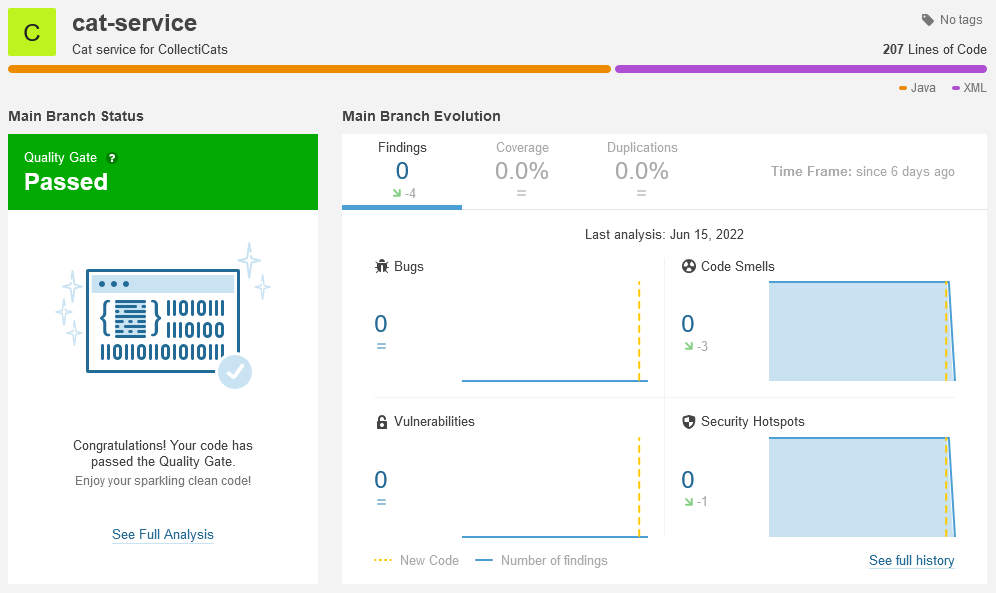 C
cat-service
No tags
Cat service for CollectiCats
207 Lines of Code
Java
XML
Main Branch Status
Quality Gate ?
Passed
{ } IIOIOIII
IIIOIOO
IIOIIOIIOIOIOIII
Congratulations! Your code has
passed the Quality Gate.
Enjoy your sparkling clean code!
See Full Analysis
Main Branch Evolution
Findings
0
-4
Coverage
0.0%
=
Duplications
0.0%
=
Time Frame: since 6 days ago
Last analysis: Jun 15, 2022
Bugs
0
=
Code Smells
0
-3
Vulnerabilities
0
=
Security Hotspots
0
-1
New Code
Number of findings
See full history